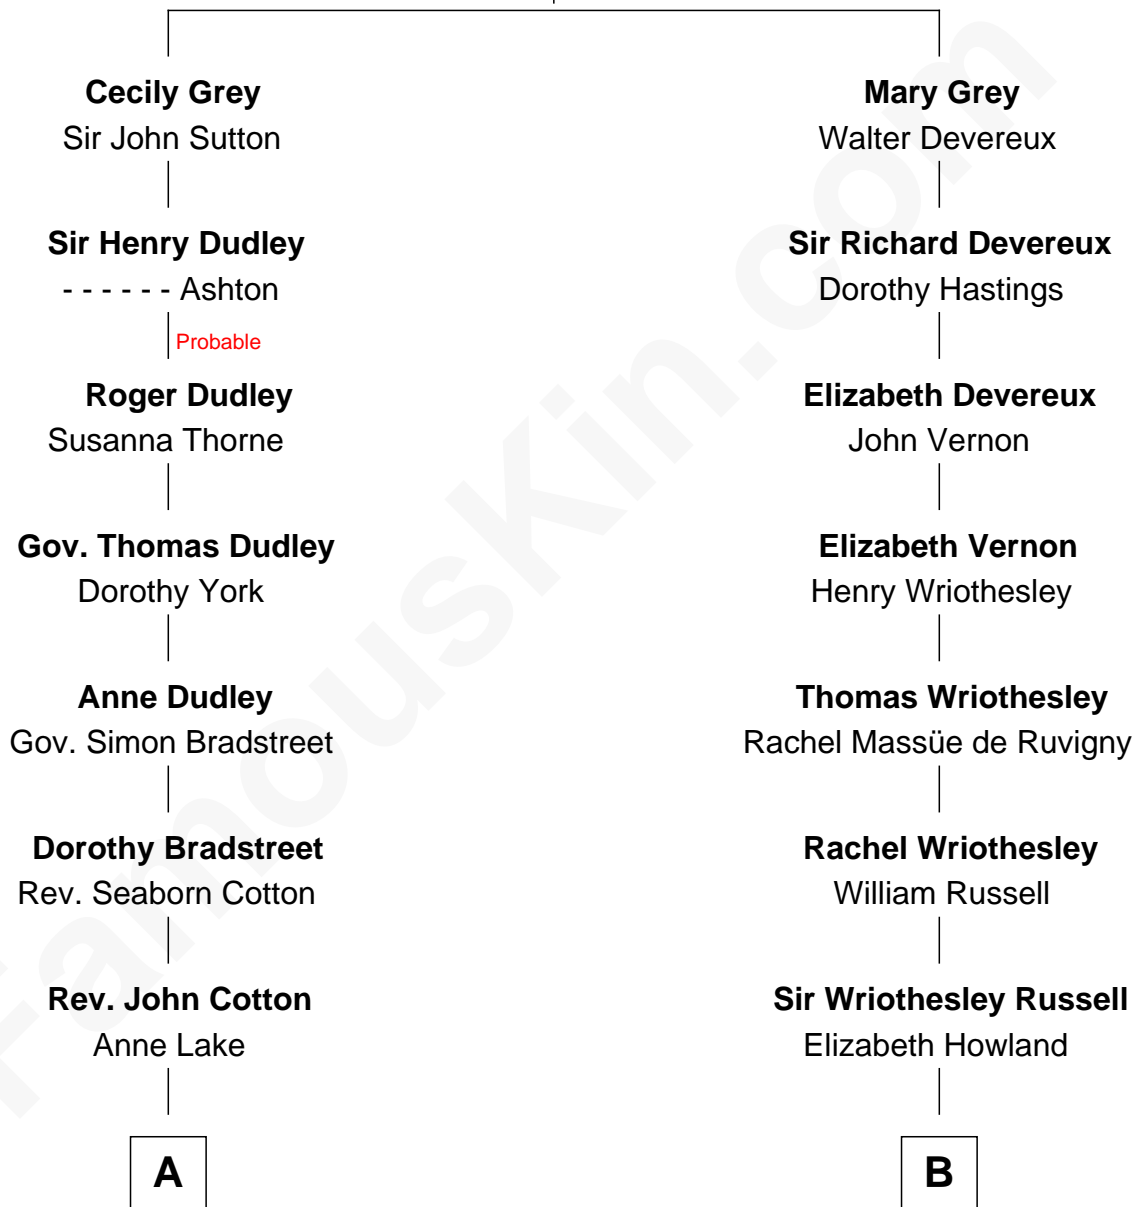 Cecily Grey
Sir John Sutton
Mary Grey
Walter Devereux
Sir Henry Dudley
- - - - - - Ashton
Sir Richard Devereux
Dorothy Hastings
Probable
Roger Dudley
Susanna Thorne
Elizabeth Devereux
John Vernon
Gov. Thomas Dudley
Dorothy York
Elizabeth Vernon
Henry Wriothesley
Anne Dudley
Gov. Simon Bradstreet
Thomas Wriothesley
Rachel Massüe de Ruvigny
Dorothy Bradstreet
Rev. Seaborn Cotton
Rachel Wriothesley
William Russell
Rev. John Cotton
Anne Lake
Sir Wriothesley Russell
Elizabeth Howland
A
B
FamousKin.com